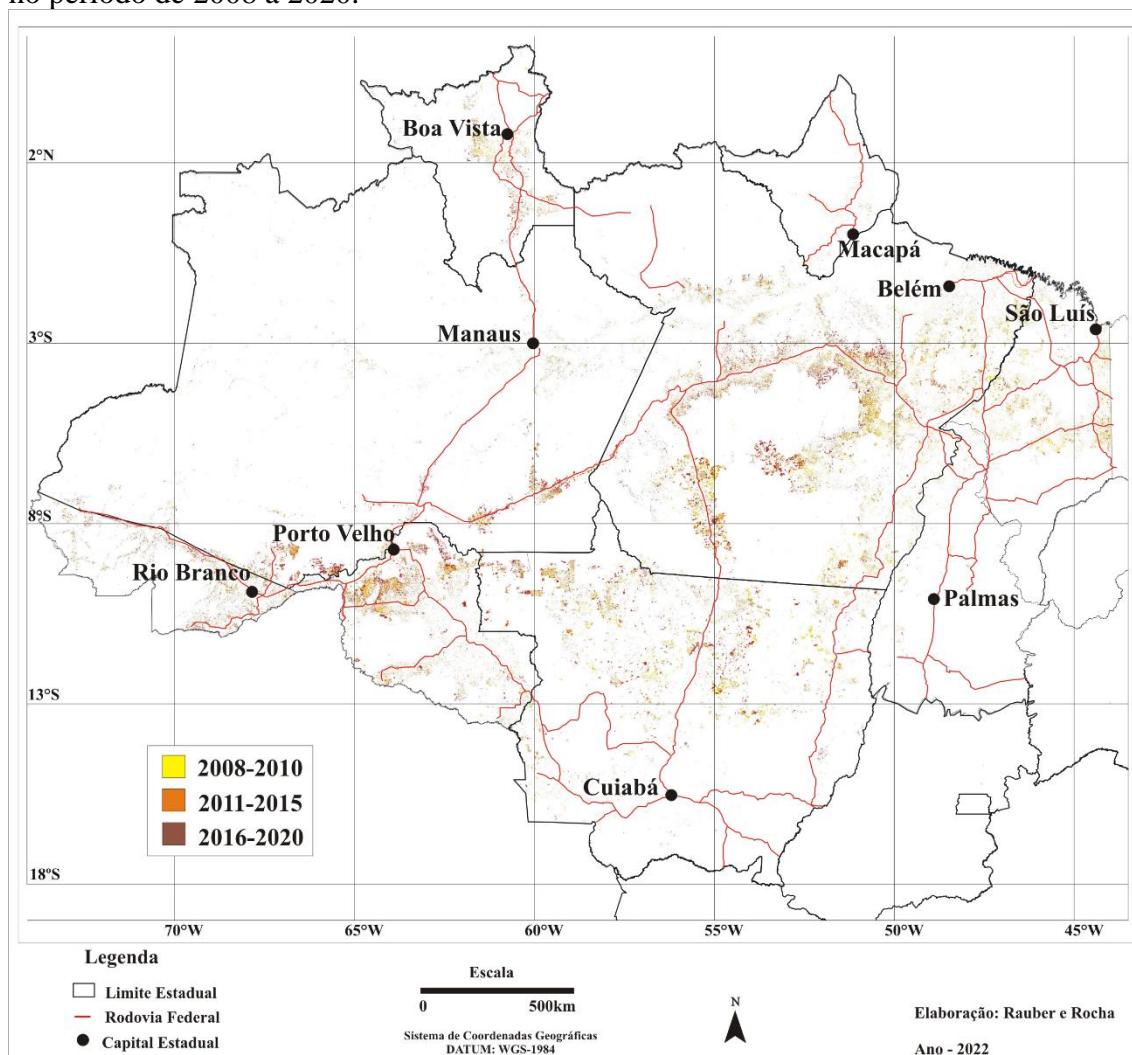 no período de 2008 a 2020.
Boa Vista
2°N
Macapá
Belém
São Luís
Manaus
3°S
8°S
Porto Velho
Rio Branco
Palmas
13°S
2008-2010
2011-2015
2016-2020
Cuiabá
18°S
70°W 65°W 60°W 55°W 50°W 45°W
Legenda
Limite Estadual
Rodovia Federal
Capital Estadual
Escala
0 500km
Sistema de Coordenadas Geográficas
DATUM: WGS-1984
N
Elaboração: Rauber e Rocha
Ano - 2022